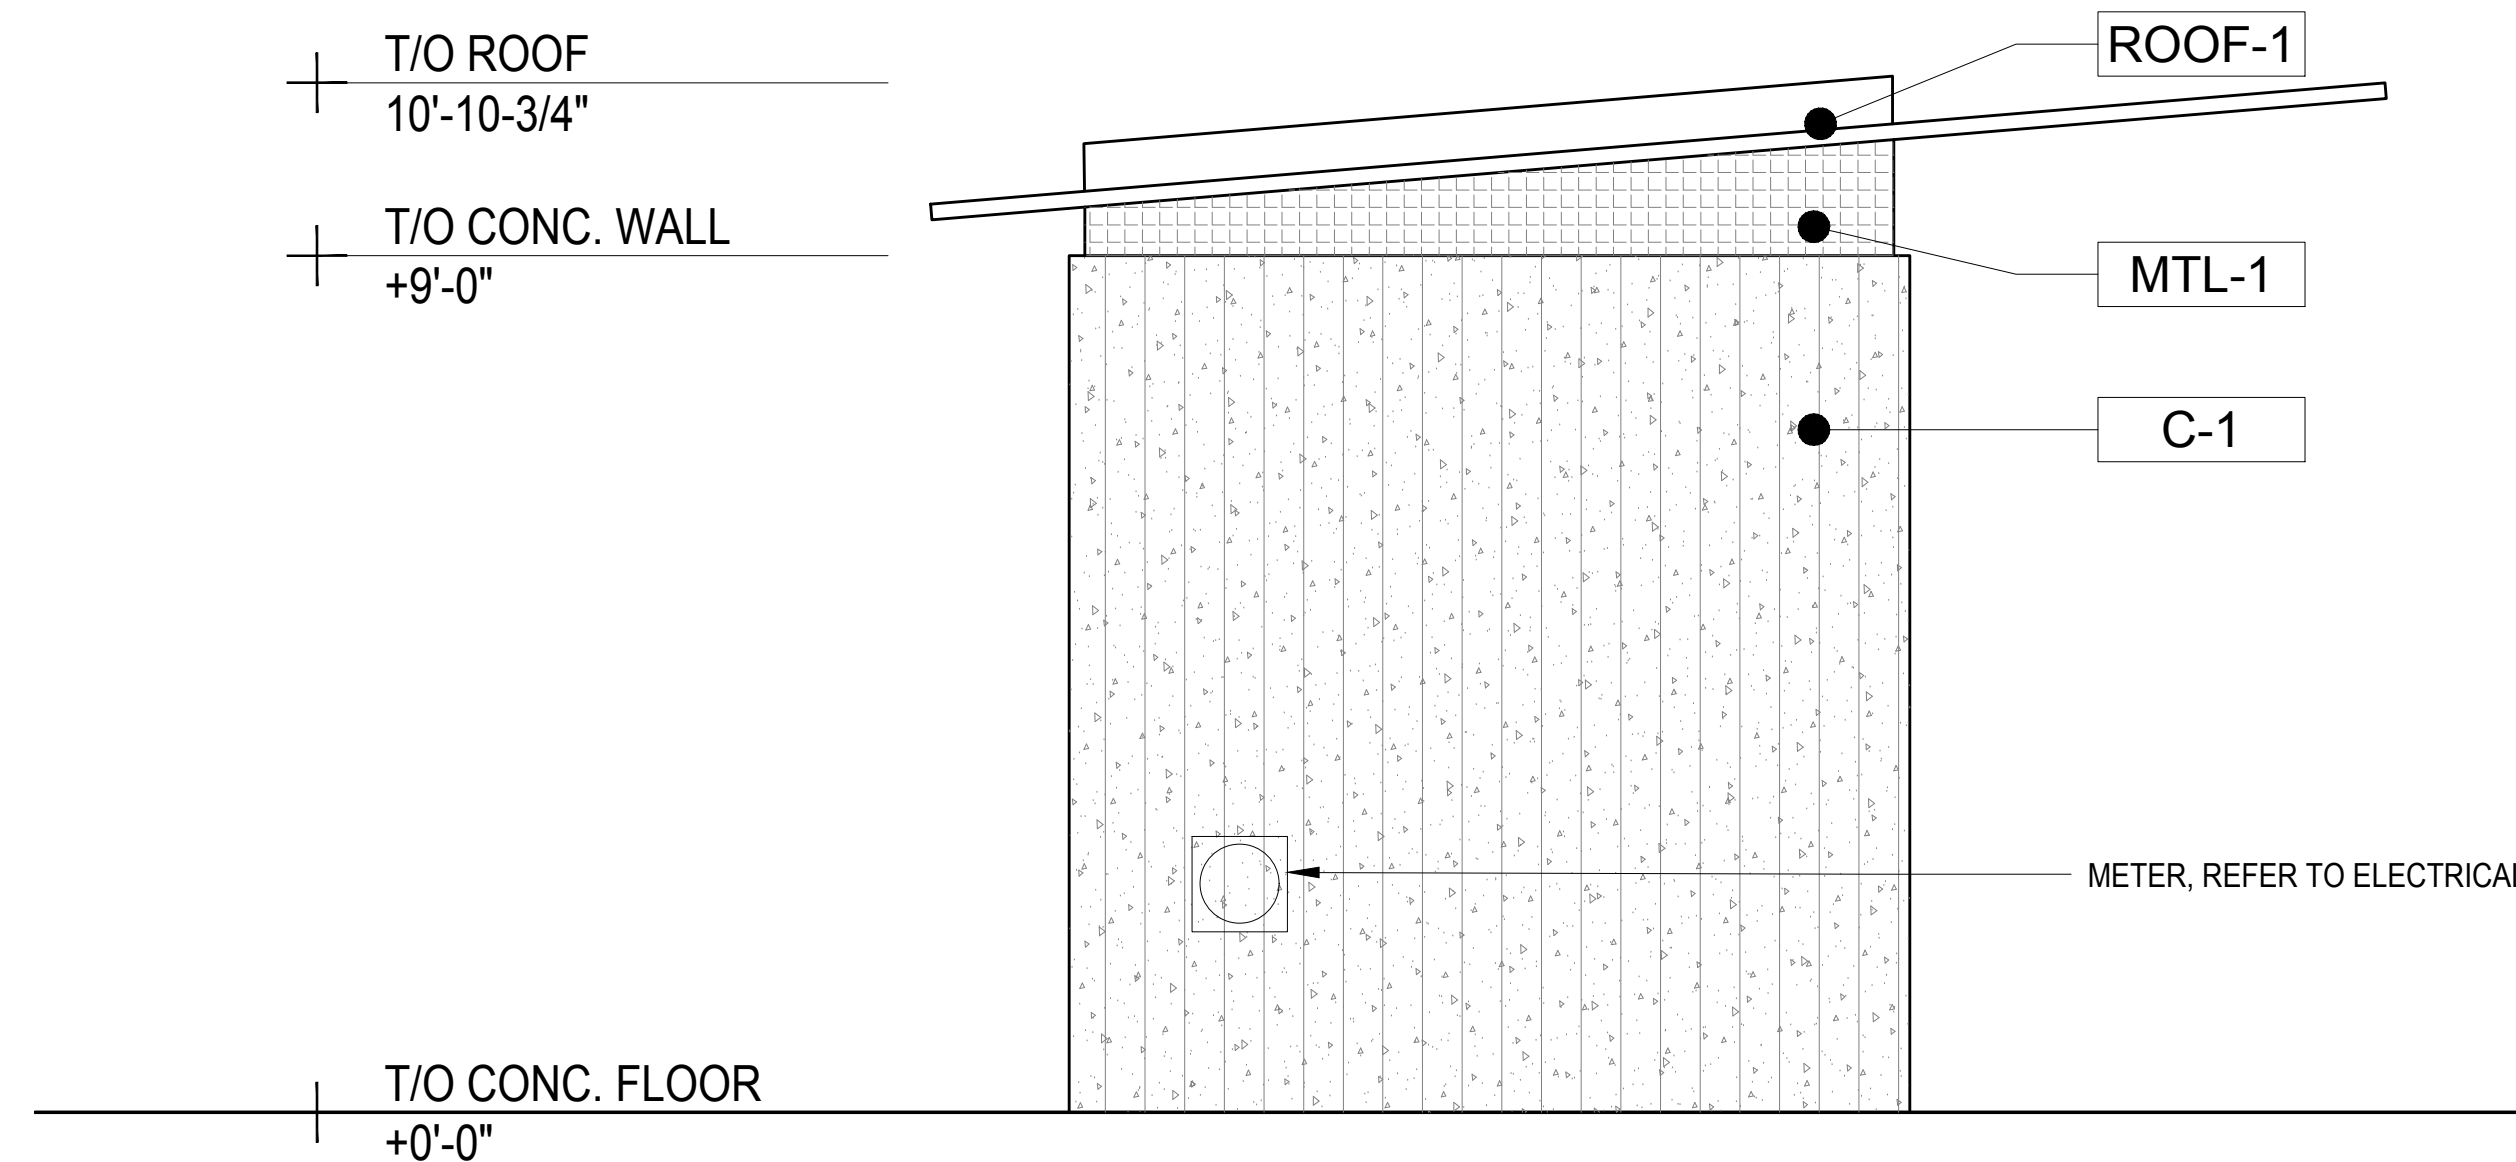 T/O ROOF
10'-10-3/4"
ROOF-1
T/O CONC. WALL
+9'-0"
MTL-1
C-1
METER, REFER TO ELECTRICAL
T/O CONC. FLOOR
+0'-0"